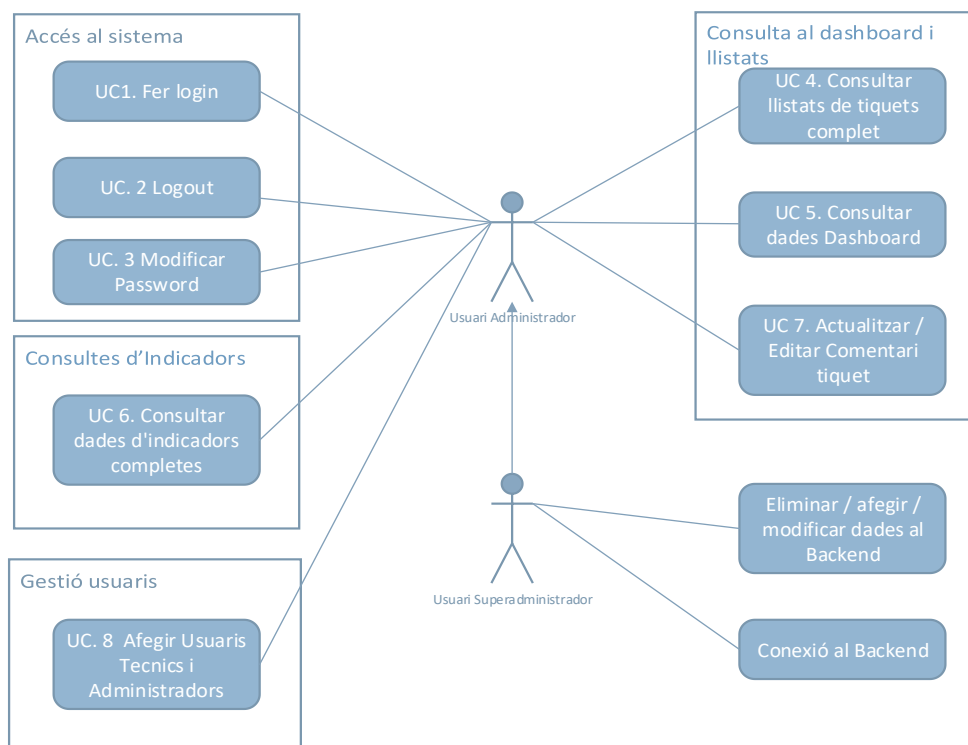 Accés al sistema
UC1. Fer login
UC. 2 Logout
UC. 3 Modificar
Password
Consultes d'Indicadors
UC 6. Consultar
dades d'indicadors
completes
Gestió usuaris
UC. 8  Afegir Usuaris
Tecnics i
Administradors
Usuari Administrador
Usuari Superadministrador
Consulta al dashboard i
llistats
UC 4. Consultar
llistats de tiquets
complet
UC 5. Consultar
dades Dashboard
UC 7. Actualitzar /
Editar Comentari
tiquet
Eliminar / afegir /
modificar dades al
Backend
Conexió al Backend